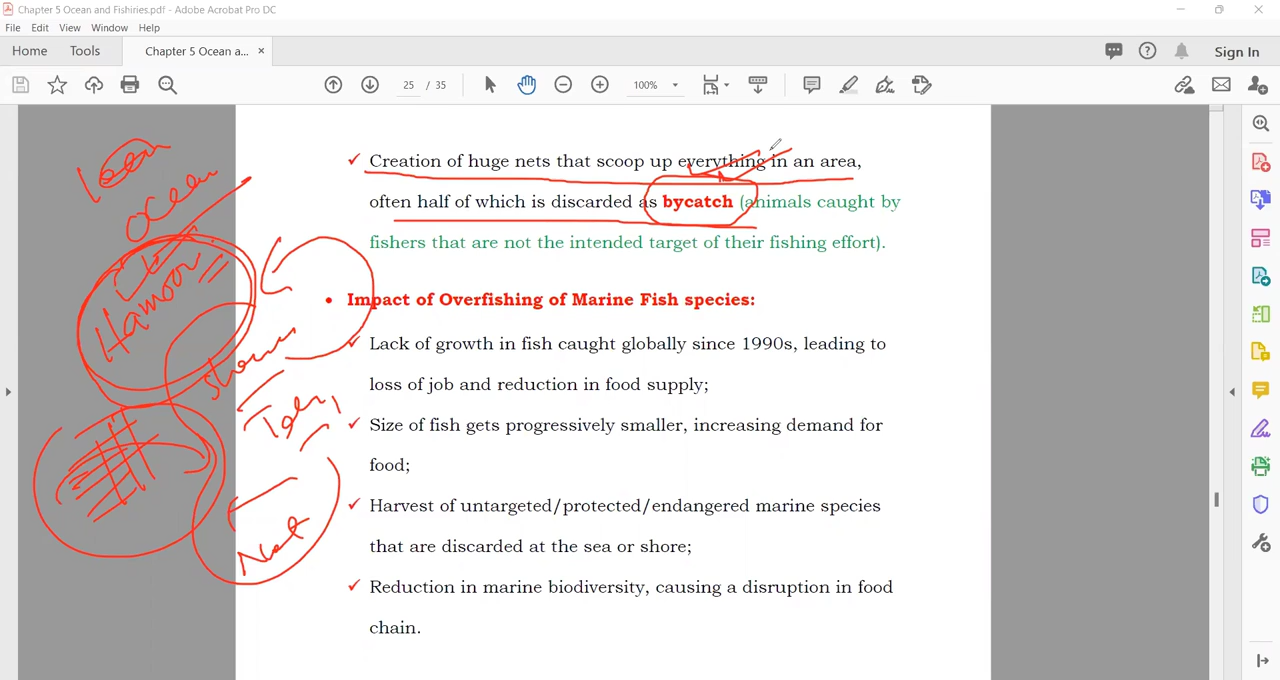 Chapter 5 Ocean and Fishiries.pdf - Adobe Acrobat Pro DC
File Edit View Window Help
Home Tools Chapter 5 Ocean a... × Sign In
25 / 35 100%
✓ Creation of huge nets that scoop up everything in an area,
often half of which is discarded as bycatch (animals caught by
fishers that are not the intended target of their fishing effort).
• Impact of Overfishing of Marine Fish species:
✓ Lack of growth in fish caught globally since 1990s, leading to
loss of job and reduction in food supply;
✓ Size of fish gets progressively smaller, increasing demand for
food;
✓ Harvest of untargeted/protected/endangered marine species
that are discarded at the sea or shore;
✓ Reduction in marine biodiversity, causing a disruption in food
chain.
ocean
Hamoor
Net